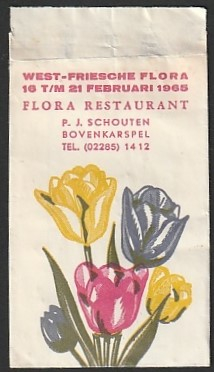 WEST-FRIESCHE FLORA
16 T/M 21 FEBRUARI 1965
FLORA RESTAURANT
P. J. SCHOUTEN
BOVENKARSPEL
TEL. (02285) 1412